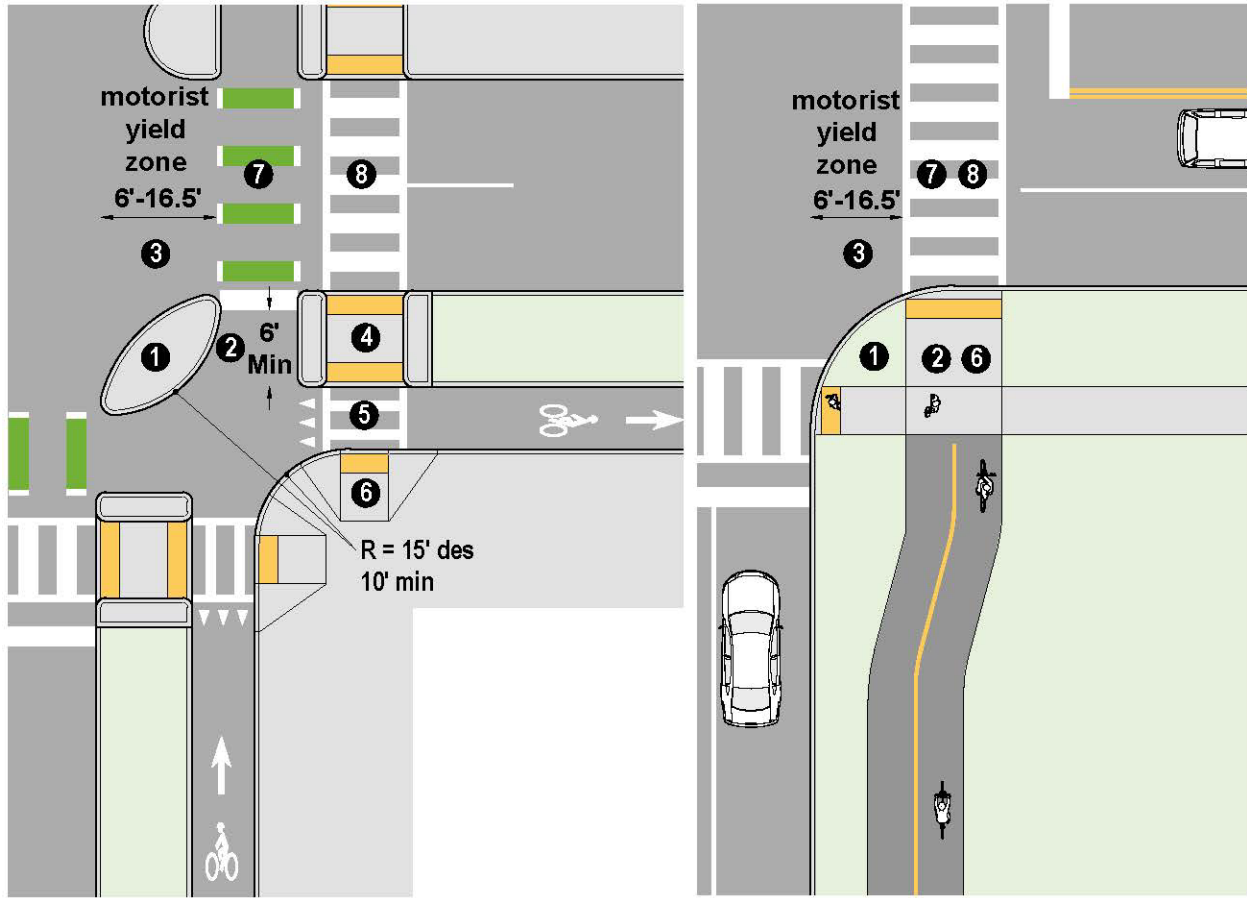 motorist
yield
zone
6'-16.5'
7
8
3
1
2
6'
Min
4
5
6
R = 15' des
10' min
motorist
yield
zone
6'-16.5'
7
8
3
1
2
6